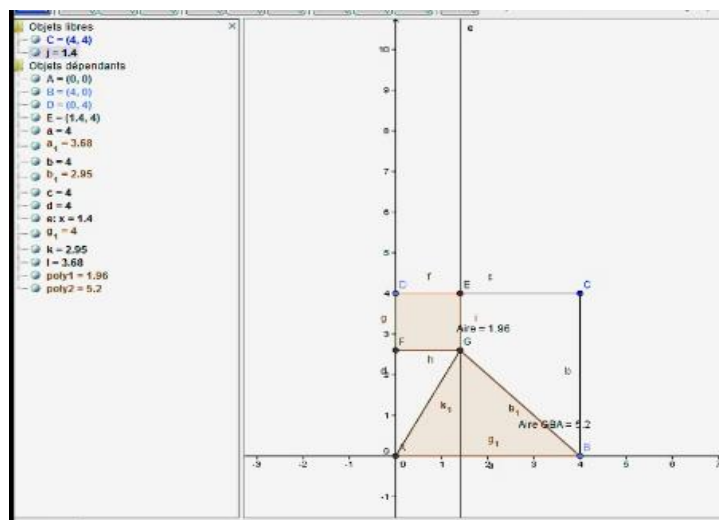 Objets libres
C = (4, 4)
j = 1.4
Objets dépendants
A = (0, 0)
B = (4, 0)
D = (0, 4)
E = (1.4, 4)
a = 4
a₁ = 3.68
b = 4
b₁ = 2.95
c = 4
d = 4
e: x = 1.4
g₁ = 4
k = 2.95
l = 3.68
poly1 = 1.96
poly2 = 5.2
e
10
9
8
7
6
5
f
D E C
4
g i
Aire = 1.96
3
F G
h
d b
2
b₁
1
Aire GBA = 5.2
g₁
A B
0
a
-3 -2 -1 0 1 2 3 4 5 6 7
-1